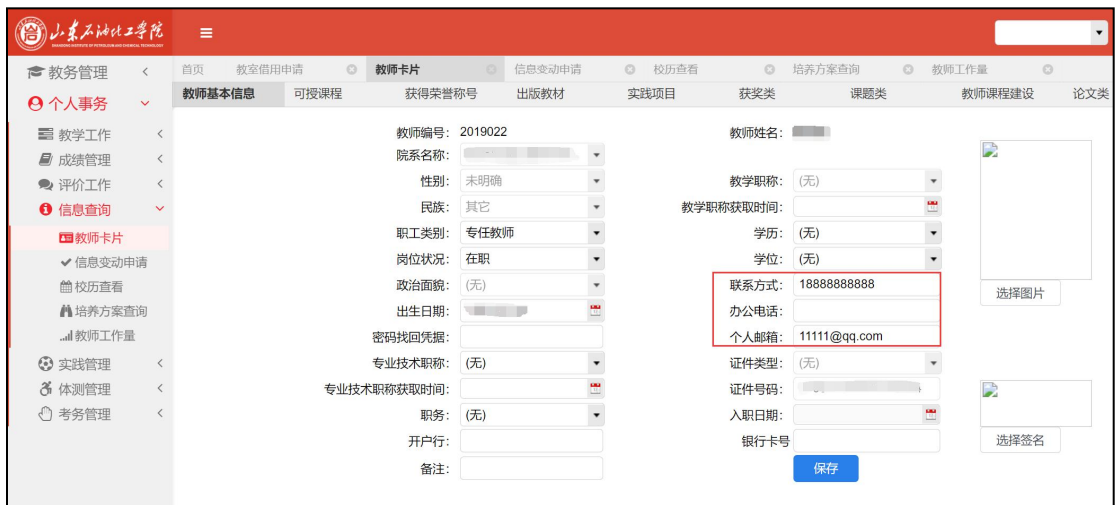 山东石油化工学院
SHANDONG INSTITUTE OF PETROLEUM AND CHEMICAL TECHNOLOGY
教务管理
个人事务
教学工作
成绩管理
评价工作
信息查询
教师卡片
信息变动申请
校历查看
培养方案查询
教师工作量
实践管理
体测管理
考务管理
首页 教室借用申请 教师卡片 信息变动申请 校历查看 培养方案查询 教师工作量
教师基本信息 可授课程 获得荣誉称号 出版教材 实践项目 获奖类 课题类 教师课程建设 论文类
教师编号: 2019022 教师姓名:
院系名称:
性别: 未明确 教学职称: (无)
民族: 其它 教学职称获取时间:
职工类别: 专任教师 学历: (无)
岗位状况: 在职 学位: (无)
政治面貌: (无) 联系方式: 18888888888
选择图片
出生日期: 办公电话:
密码找回凭据: 个人邮箱: 11111@qq.com
专业技术职称: (无) 证件类型: (无)
专业技术职称获取时间: 证件号码:
职务: (无) 入职日期:
开户行: 银行卡号
选择签名
备注: 保存